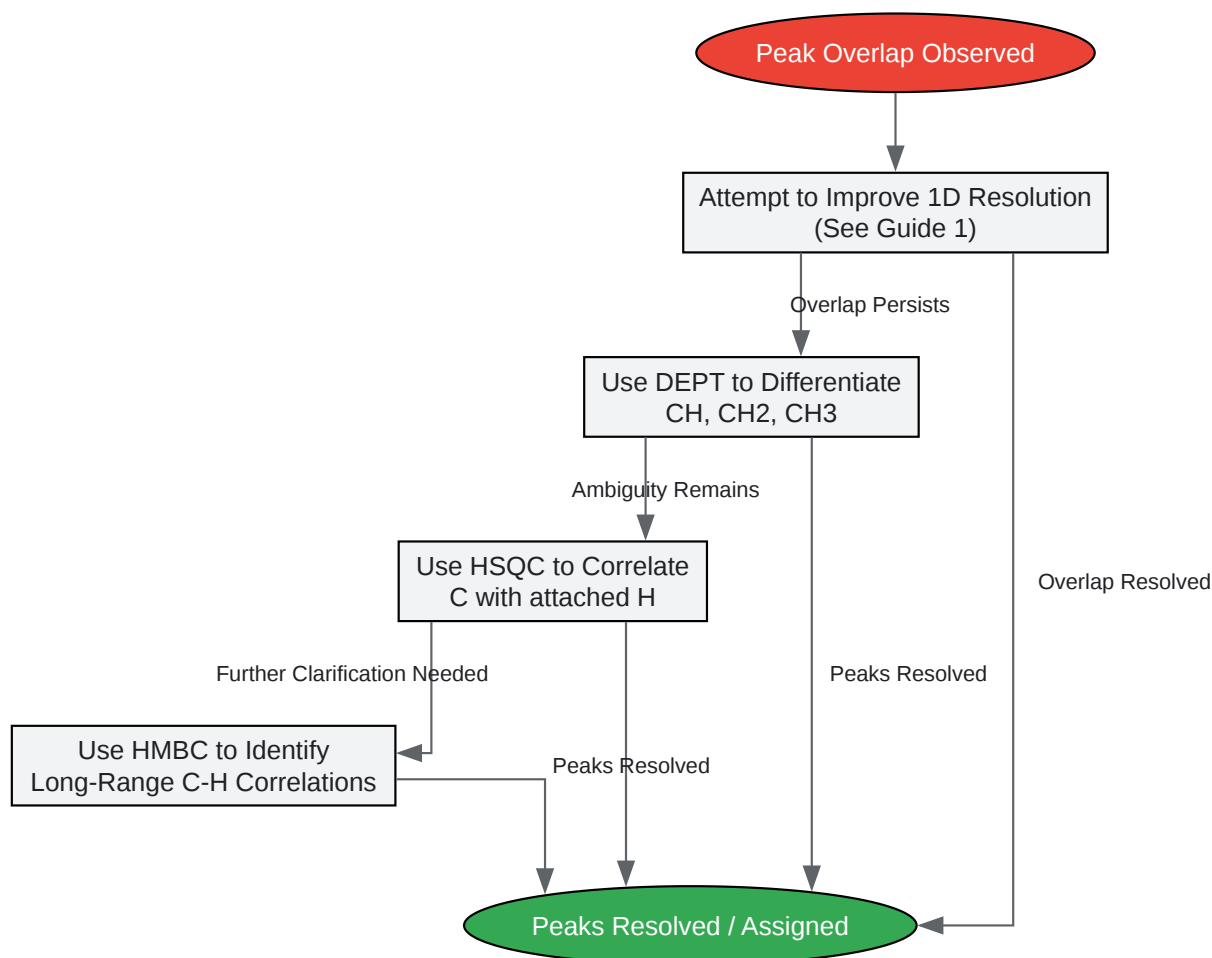 Peak Overlap Observed
Attempt to Improve 1D Resolution
(See Guide 1)
Overlap Persists
Use DEPT to Differentiate
CH, CH2, CH3
Ambiguity Remains
Use HSQC to Correlate
C with attached H
Overlap Resolved
Further Clarification Needed
Peaks Resolved
Use HMBC to Identify
Long-Range C-H Correlations
Peaks Resolved
Peaks Resolved / Assigned